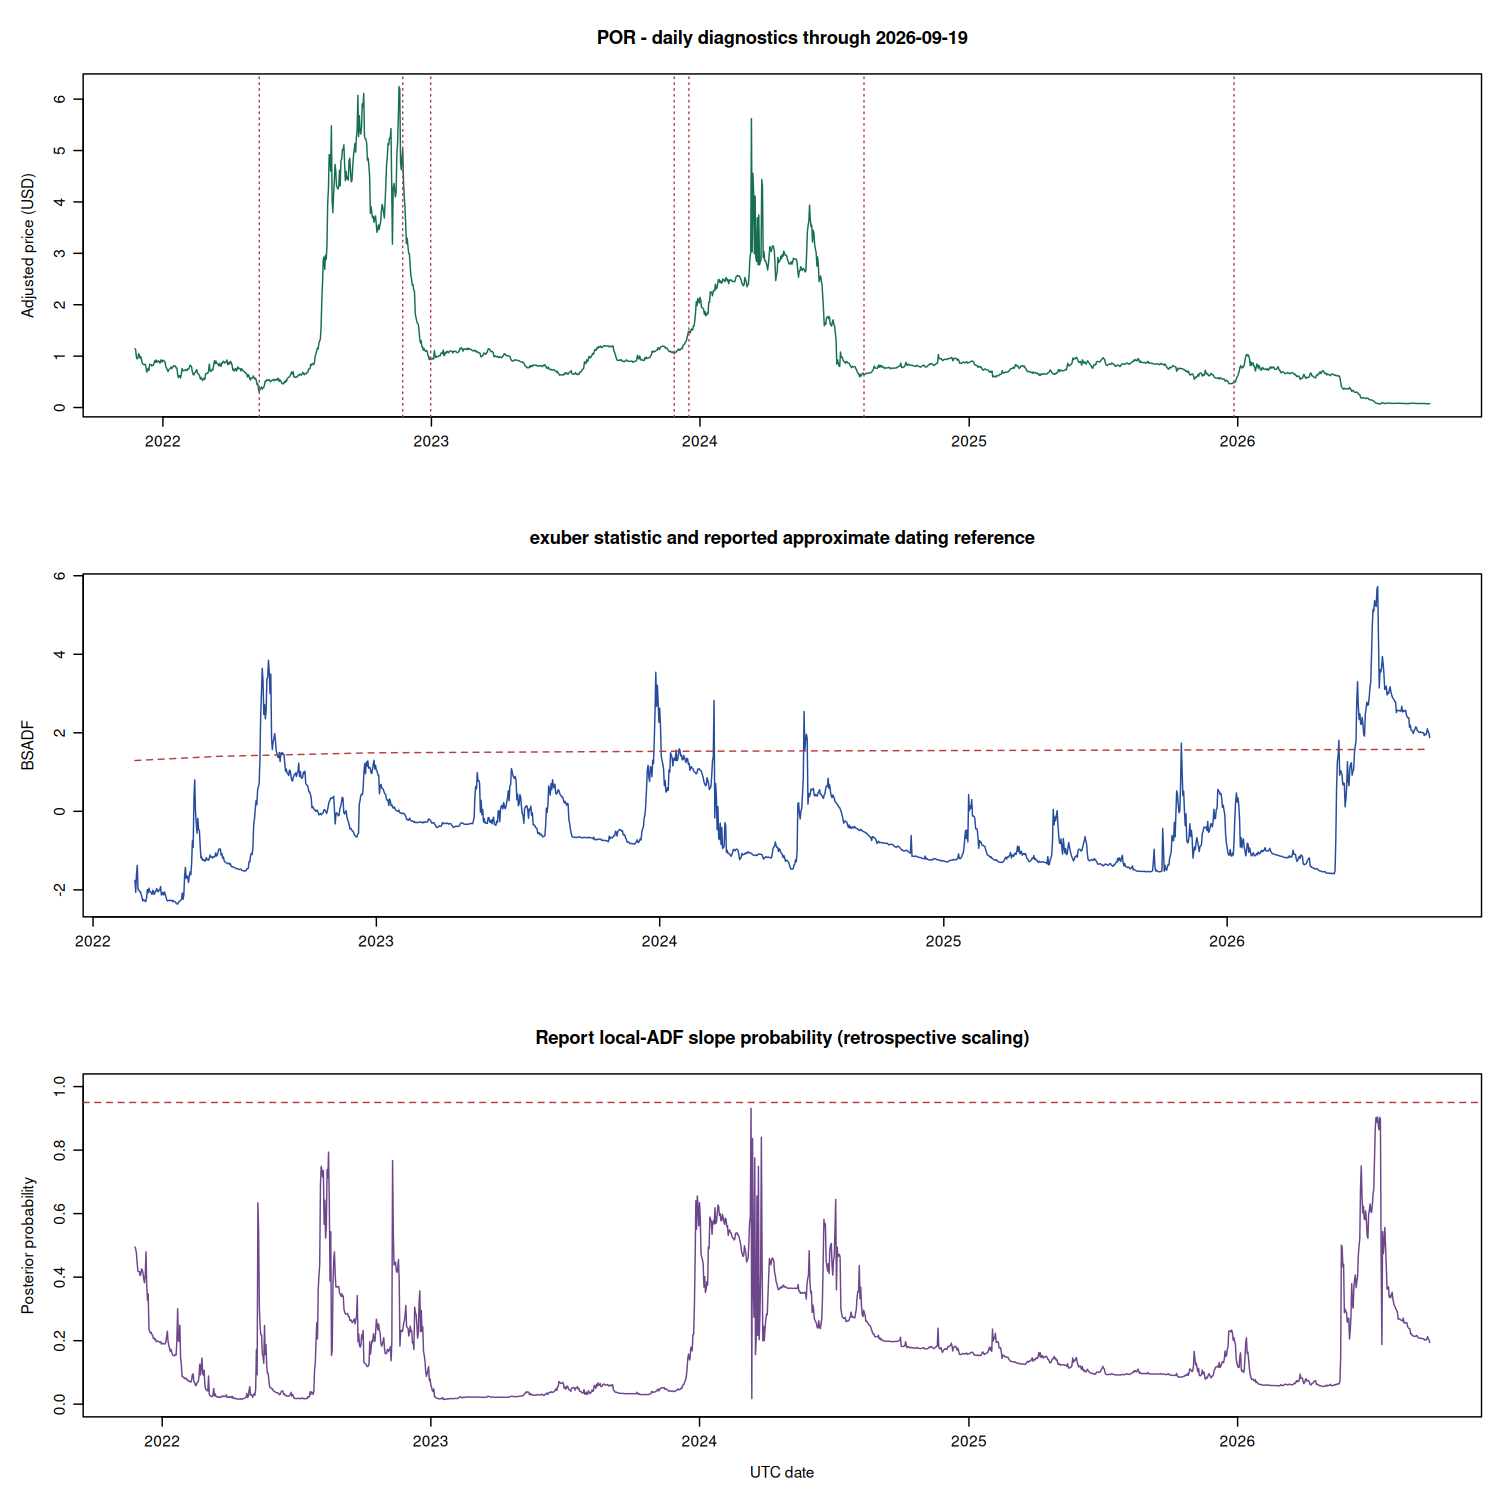 POR - daily diagnostics through 2026-09-19
Adjusted price (USD)
6
5
4
3
2
1
0
2022 2023 2024 2025 2026
exuber statistic and reported approximate dating reference
BSADF
6
4
2
0
-2
2022 2023 2024 2025 2026
Report local-ADF slope probability (retrospective scaling)
Posterior probability
1.0
0.8
0.6
0.4
0.2
0.0
2022 2023 2024 2025 2026
UTC date